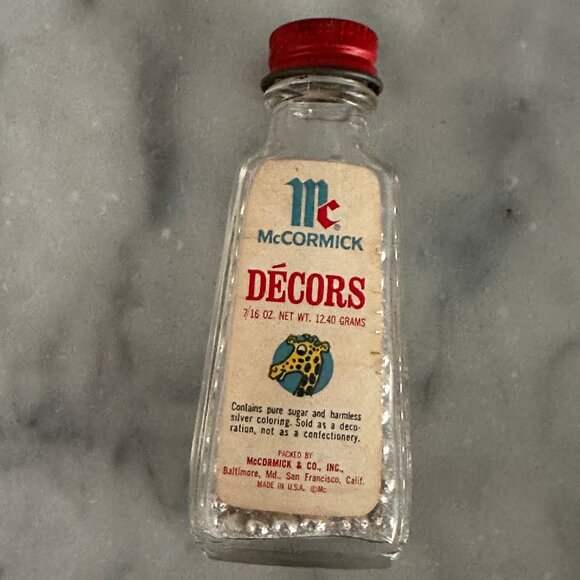 Mc®
McCORMICK
DÉCORS
7/16 OZ. NET WT. 12.40 GRAMS
Contains pure sugar and harmless
silver coloring. Sold as a deco-
ration, not as a confectionery.
PACKED BY
McCORMICK & CO., INC.,
Baltimore, Md., San Francisco, Calif.
MADE IN U.S.A. ©Mc